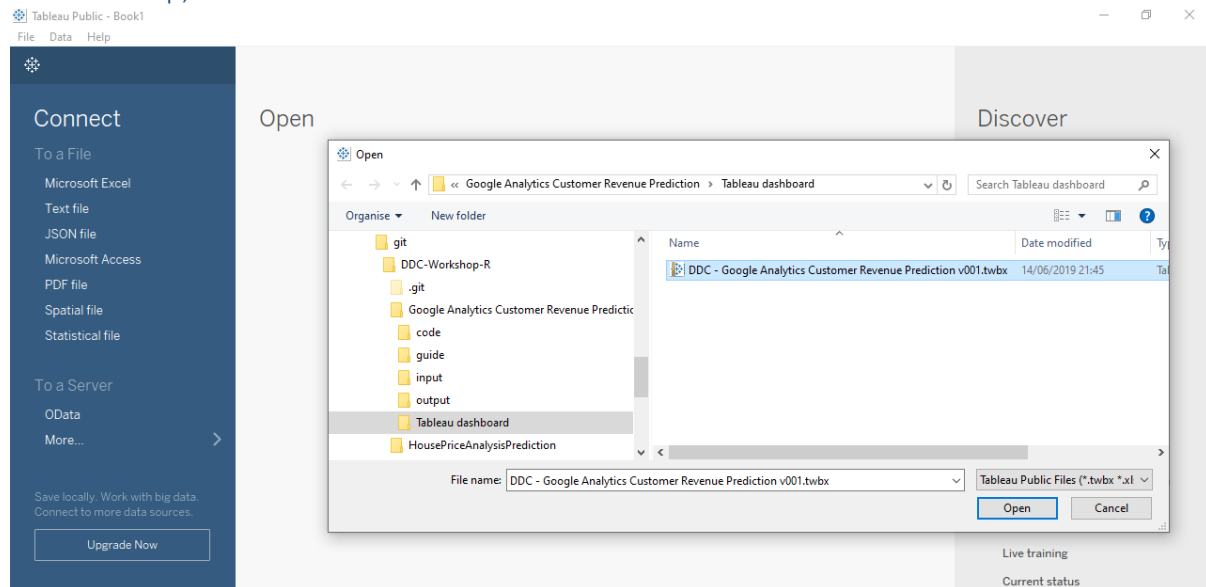 Tableau Public - Book1
File Data Help
Connect
To a File
Microsoft Excel
Text file
JSON file
Microsoft Access
PDF file
Spatial file
Statistical file
To a Server
OData
More...
Save locally. Work with big data.
Connect to more data sources.
Upgrade Now
Open
Discover
Open
« Google Analytics Customer Revenue Prediction › Tableau dashboard
Search Tableau dashboard
Organise New folder
git
DDC-Workshop-R
.git
Google Analytics Customer Revenue Predictic
code
guide
input
output
Tableau dashboard
HousePriceAnalysisPrediction
Name Date modified Ty
DDC - Google Analytics Customer Revenue Prediction v001.twbx 14/06/2019 21:45 Tal
File name: DDC - Google Analytics Customer Revenue Prediction v001.twbx
Tableau Public Files (*.twbx *.xl
Open Cancel
Live training
Current status